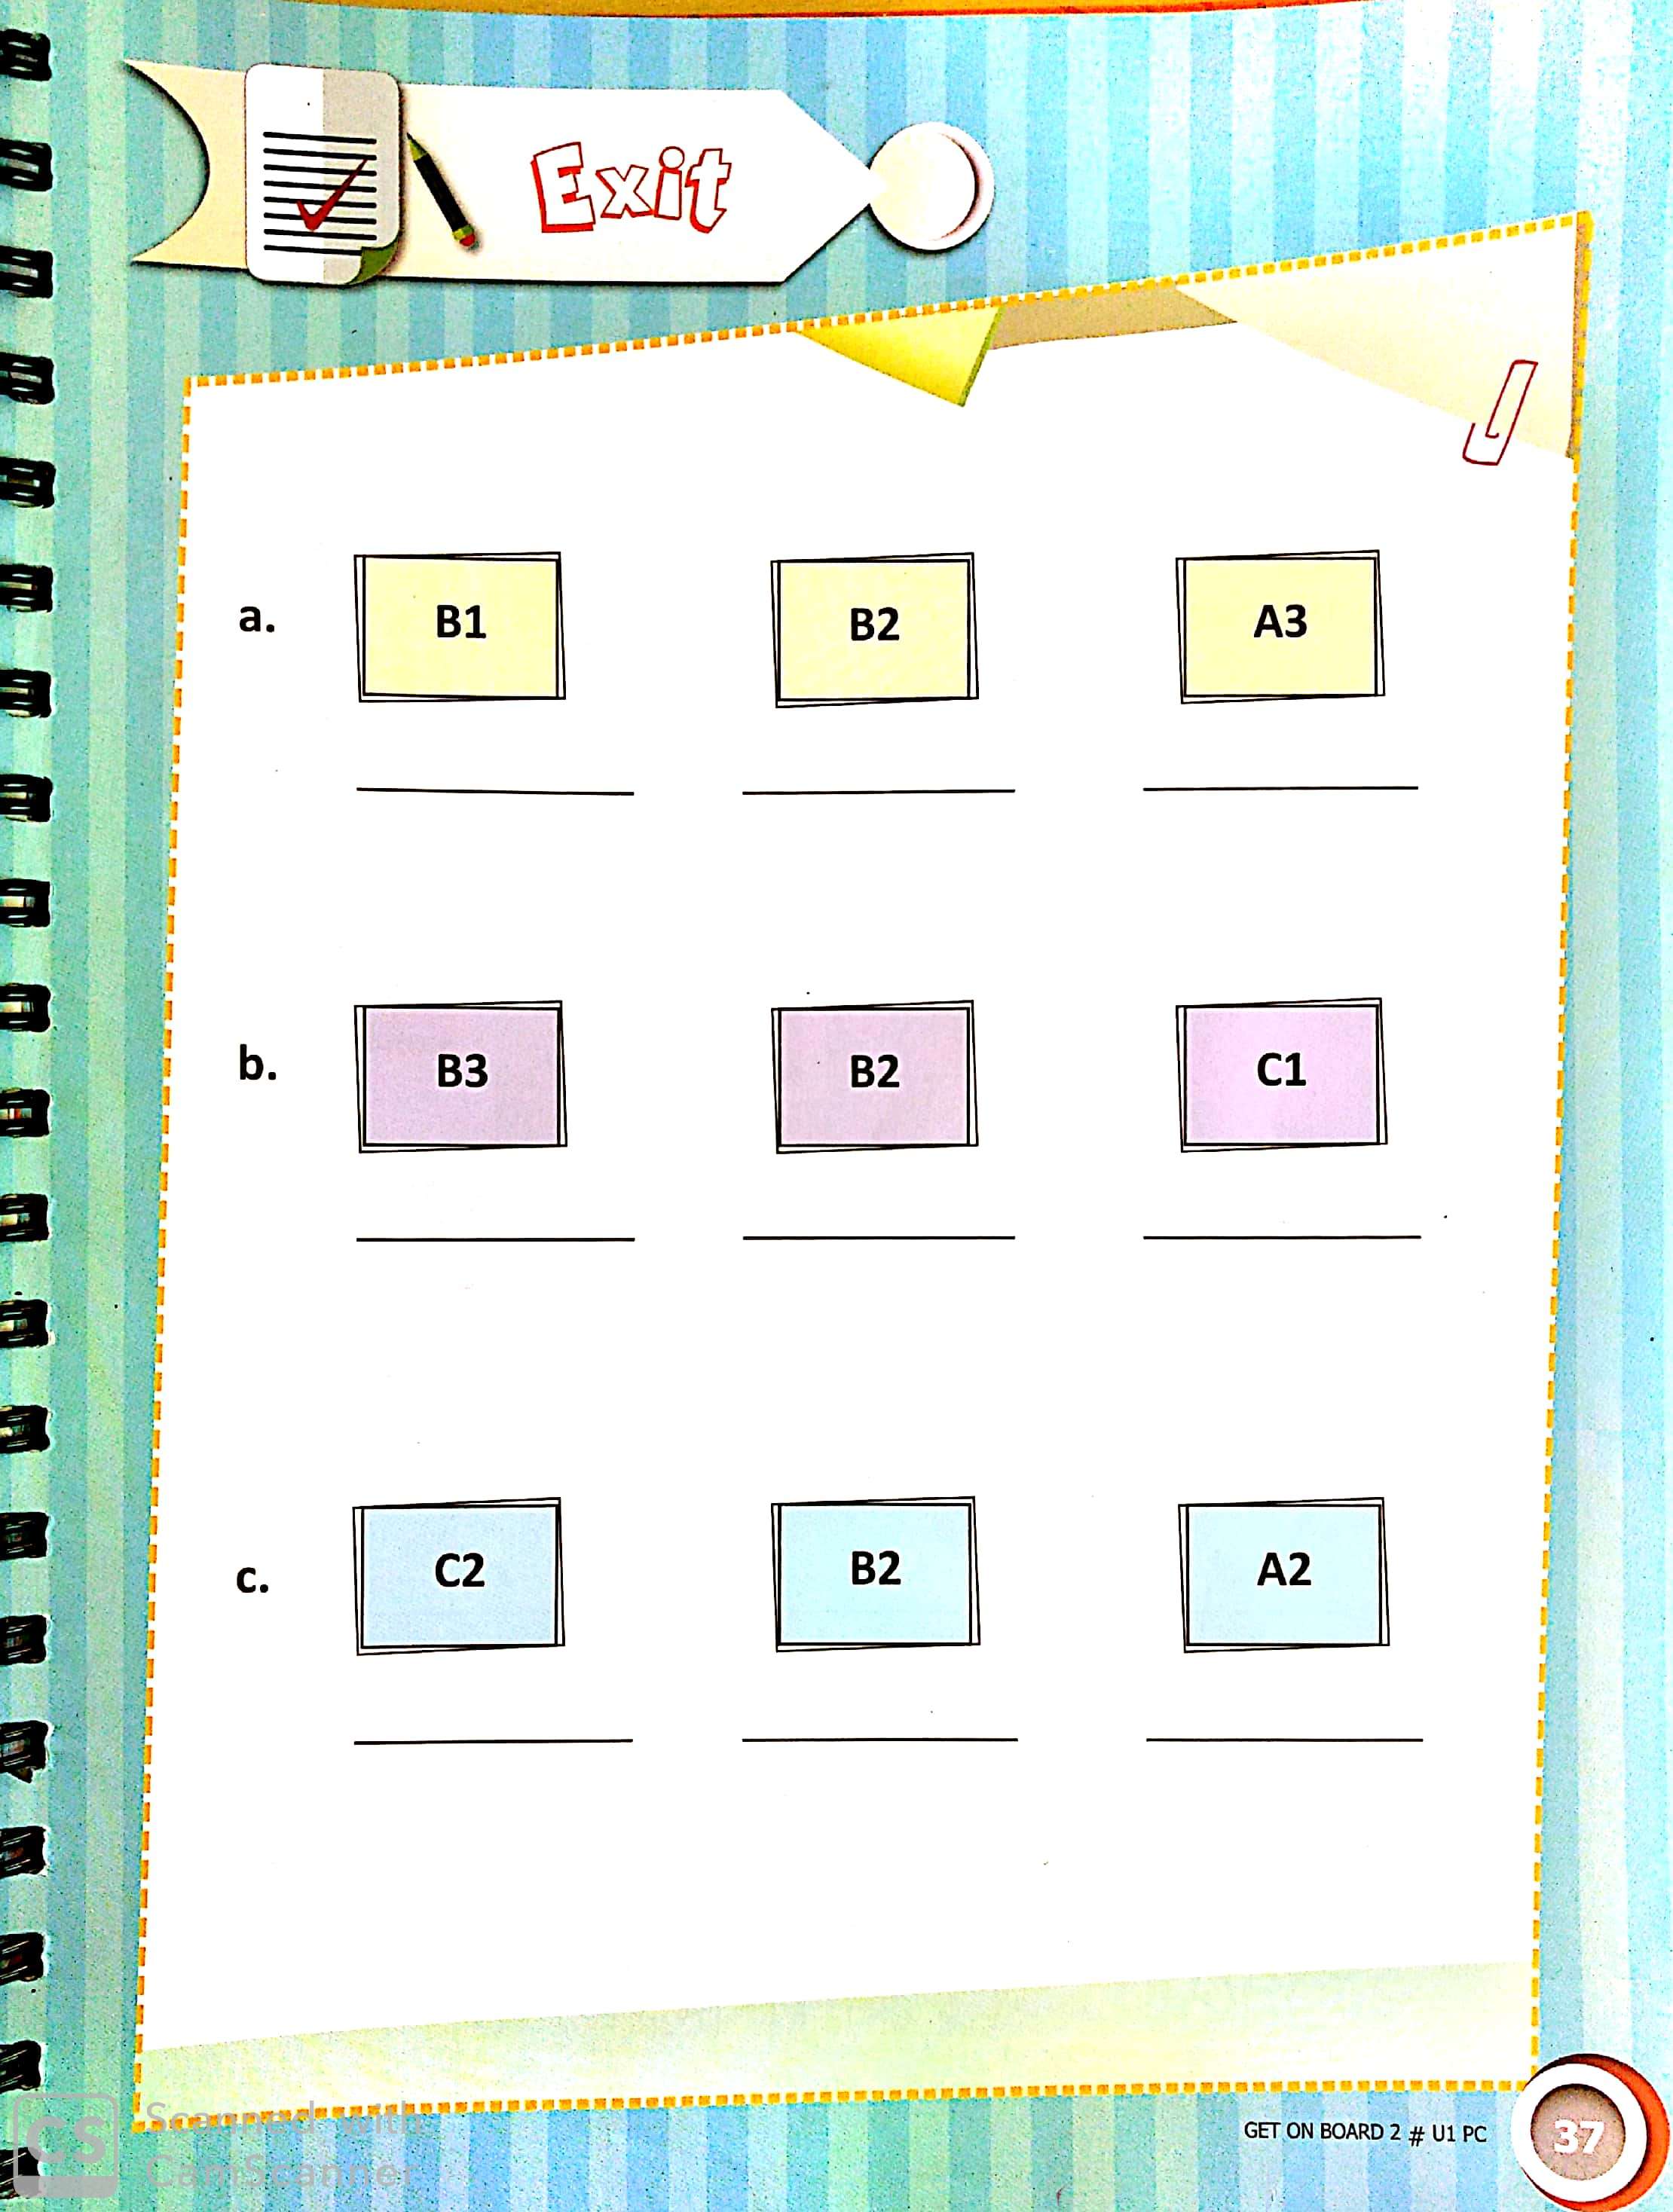 Exit
a. B1 B2 A3
b. B3 B2 C1
c. C2 B2 A2
GET ON BOARD 2 # U1 PC 37
CS Scanned with
CamScanner